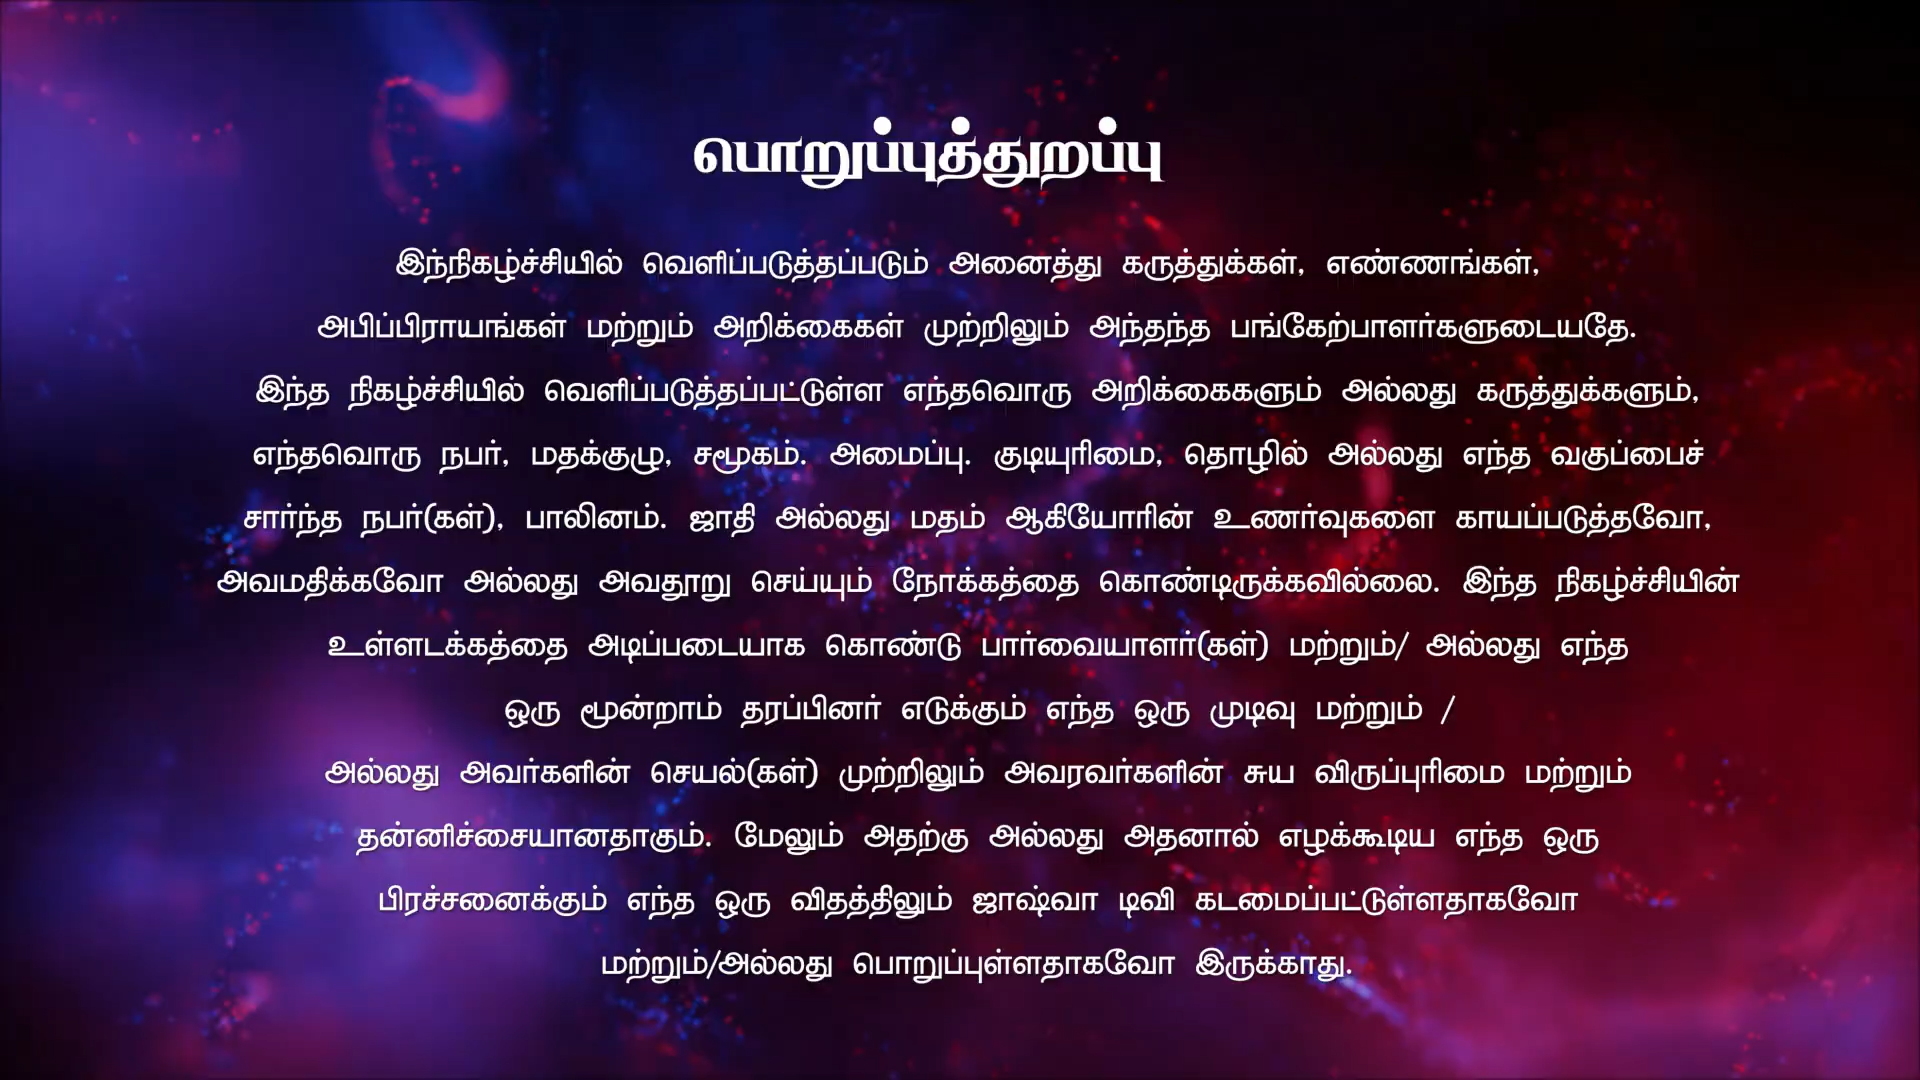 பொறுப்புத்துறப்பு
இந்நிகழ்ச்சியில் வெளிப்படுத்தப்படும் அனைத்து கருத்துக்கள், எண்ணங்கள்,
அபிப்பிராயங்கள் மற்றும் அறிக்கைகள் முற்றிலும் அந்தந்த பங்கேற்பாளர்களுடையதே.
இந்த நிகழ்ச்சியில் வெளிப்படுத்தப்பட்டுள்ள எந்தவொரு அறிக்கைகளும் அல்லது கருத்துக்களும்,
எந்தவொரு நபர், மதக்குழு, சமூகம். அமைப்பு. குடியுரிமை, தொழில் அல்லது எந்த வகுப்பைச்
சார்ந்த நபர்(கள்), பாலினம். ஜாதி அல்லது மதம் ஆகியோரின் உணர்வுகளை காயப்படுத்தவோ,
அவமதிக்கவோ அல்லது அவதூறு செய்யும் நோக்கத்தை கொண்டிருக்கவில்லை. இந்த நிகழ்ச்சியின்
உள்ளடக்கத்தை அடிப்படையாக கொண்டு பார்வையாளர்(கள்) மற்றும்/ அல்லது எந்த
ஒரு மூன்றாம் தரப்பினர் எடுக்கும் எந்த ஒரு முடிவு மற்றும் /
அல்லது அவர்களின் செயல்(கள்) முற்றிலும் அவரவர்களின் சுய விருப்புரிமை மற்றும்
தன்னிச்சையானதாகும். மேலும் அதற்கு அல்லது அதனால் எழக்கூடிய எந்த ஒரு
பிரச்சனைக்கும் எந்த ஒரு விதத்திலும் ஜாஷ்வா டிவி கடமைப்பட்டுள்ளதாகவோ
மற்றும்/அல்லது பொறுப்புள்ளதாகவோ இருக்காது.